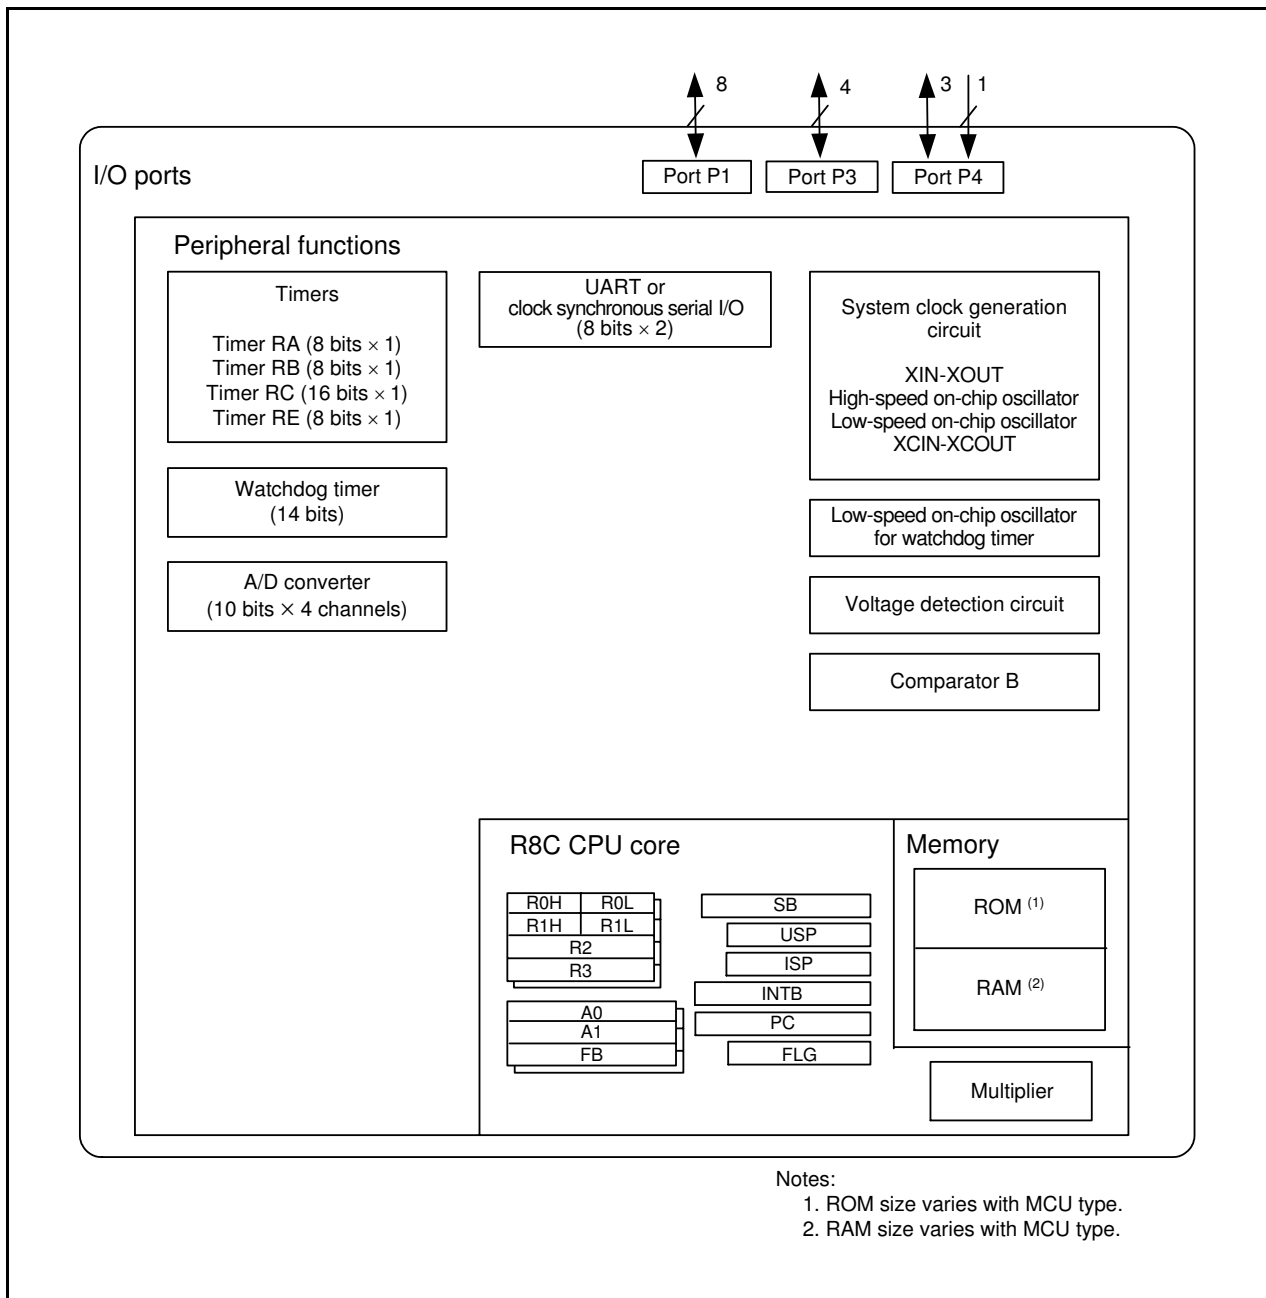 8
4
3
1
I/O ports
Port P1
Port P3
Port P4
Peripheral functions
Timers
Timer RA (8 bits × 1)
Timer RB (8 bits × 1)
Timer RC (16 bits × 1)
Timer RE (8 bits × 1)
Watchdog timer
(14 bits)
A/D converter
(10 bits × 4 channels)
UART or
clock synchronous serial I/O
(8 bits × 2)
System clock generation
circuit
XIN-XOUT
High-speed on-chip oscillator
Low-speed on-chip oscillator
XCIN-XCOUT
Low-speed on-chip oscillator
for watchdog timer
Voltage detection circuit
Comparator B
R8C CPU core
R0H
R0L
R1H
R1L
R2
R3
A0
A1
FB
SB
USP
ISP
INTB
PC
FLG
Memory
ROM (1)
RAM (2)
Multiplier
Notes:
1. ROM size varies with MCU type.
2. RAM size varies with MCU type.